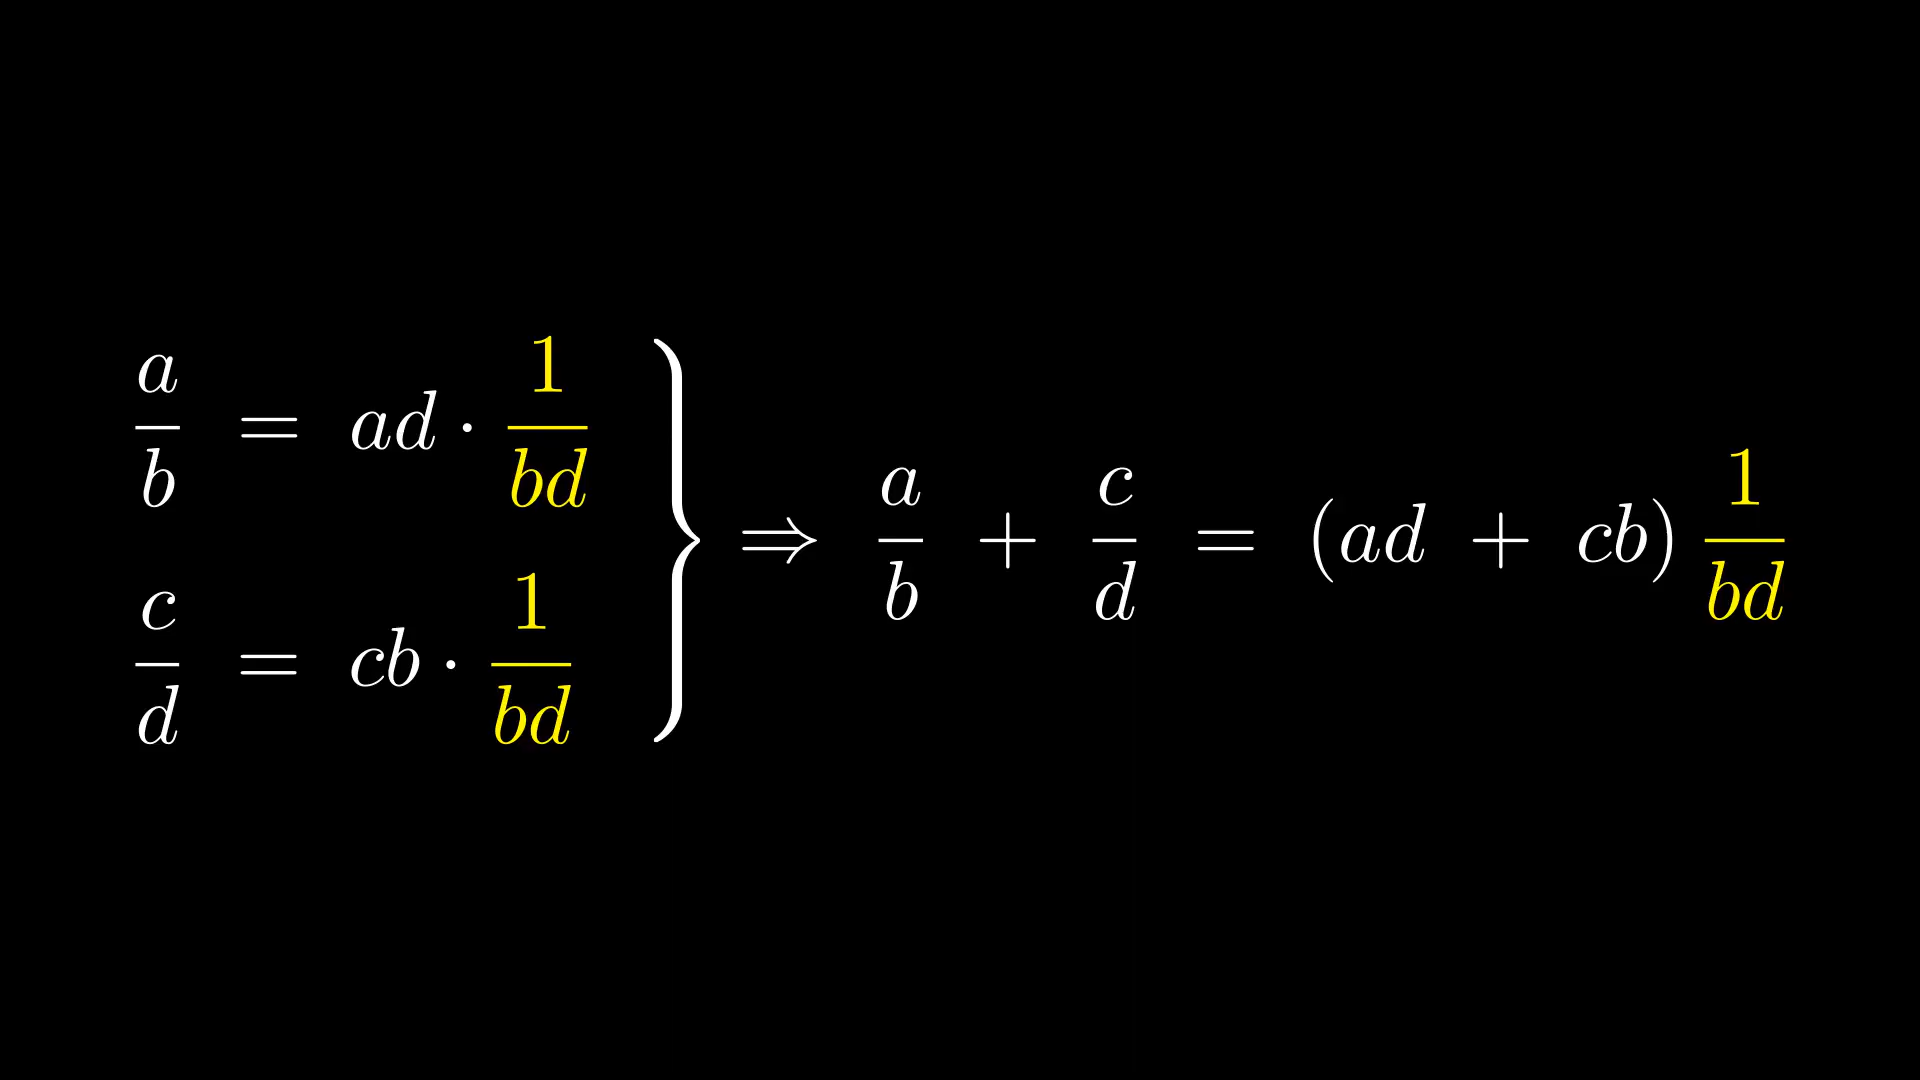 a/b = ad · 1/bd
c/d = cb · 1/bd
} ⇒ a/b + c/d = (ad + cb) 1/bd